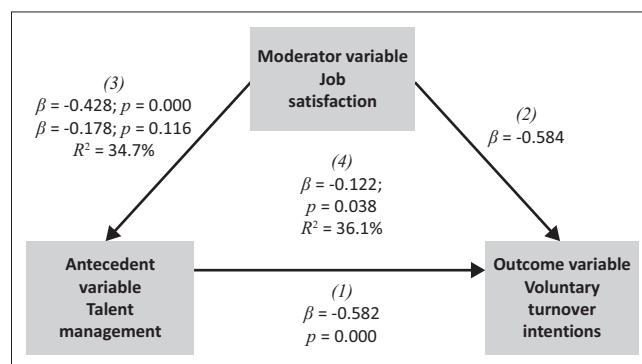 Moderator variable
Job
satisfaction
(3)
β = -0.428; p = 0.000
β = -0.178; p = 0.116
R² = 34.7%
(2)
β = -0.584
(4)
β = -0.122;
p = 0.038
R² = 36.1%
Antecedent
variable
Talent
management
(1)
β = -0.582
p = 0.000
Outcome variable
Voluntary
turnover
intentions